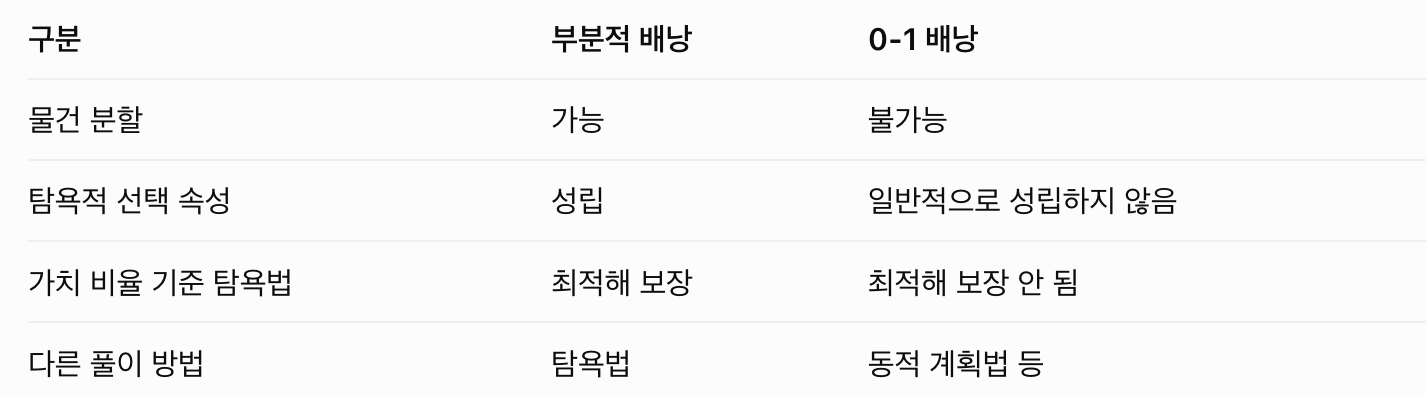 구분 부분적 배낭 0-1 배낭
물건 분할 가능 불가능
탐욕적 선택 속성 성립 일반적으로 성립하지 않음
가치 비율 기준 탐욕법 최적해 보장 최적해 보장 안 됨
다른 풀이 방법 탐욕법 동적 계획법 등